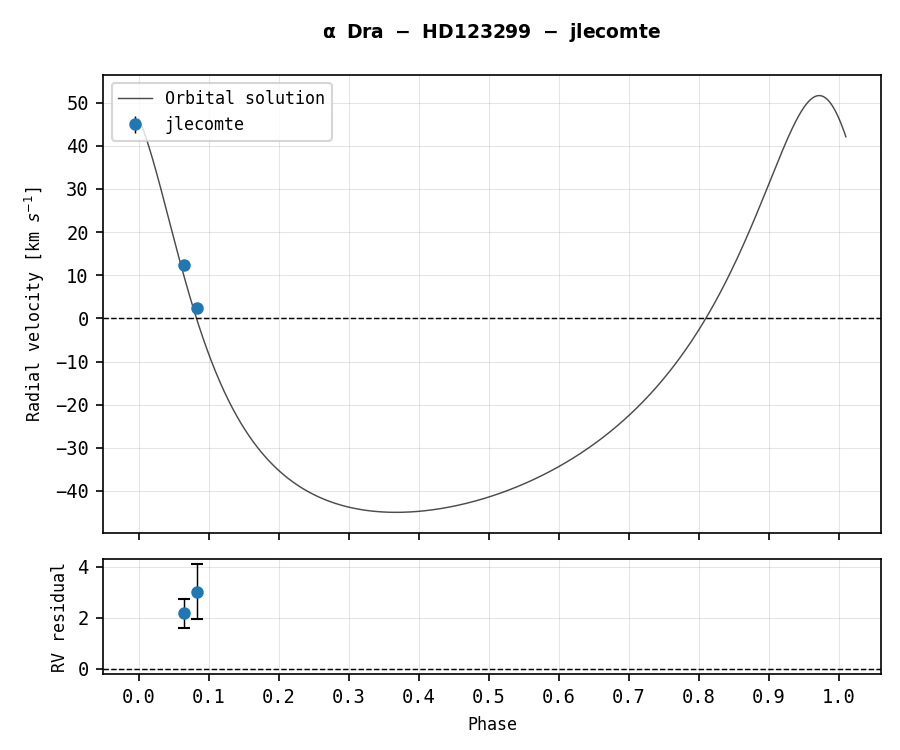 α Dra − HD123299 − jlecomte
Orbital solution
jlecomte
Radial velocity [km s⁻¹]
50
40
30
20
10
0
−10
−20
−30
−40
RV residual
4
2
0
0.0 0.1 0.2 0.3 0.4 0.5 0.6 0.7 0.8 0.9 1.0
Phase